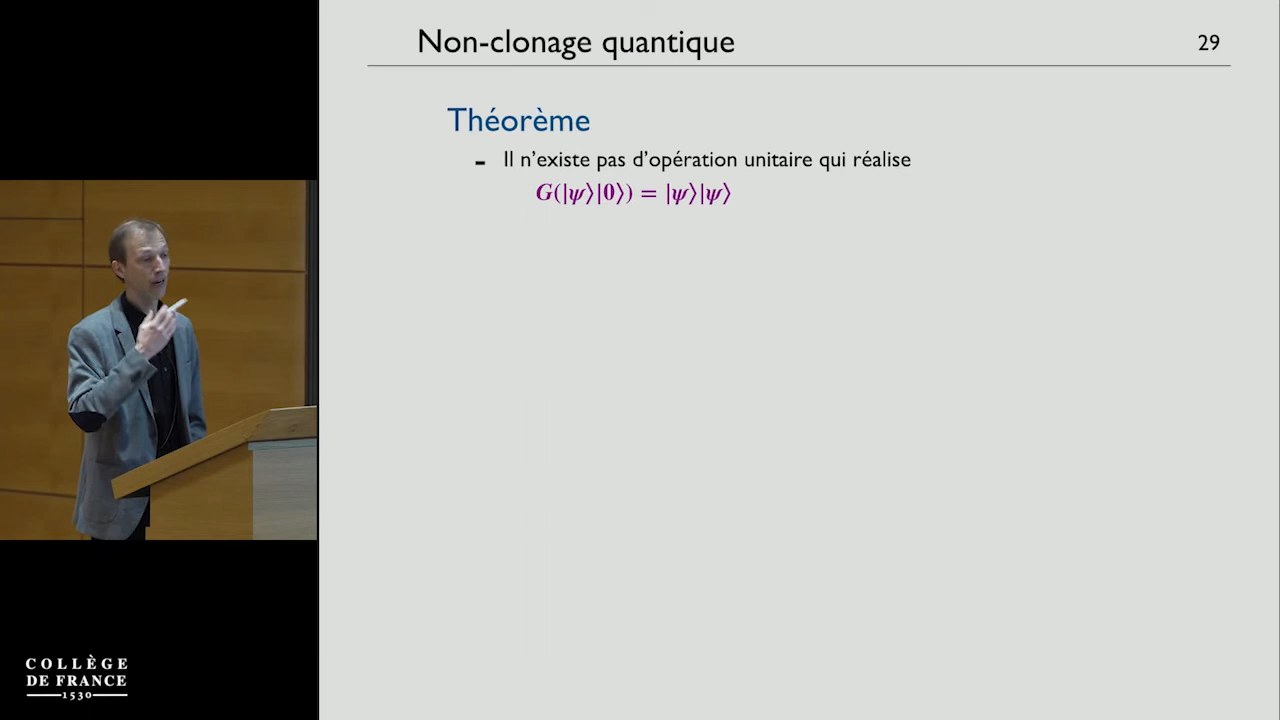 Non-clonage quantique
29
Théorème
- Il n'existe pas d'opération unitaire qui réalise
G(|ψ⟩|0⟩) = |ψ⟩|ψ⟩
COLLÈGE
DE FRANCE
1530